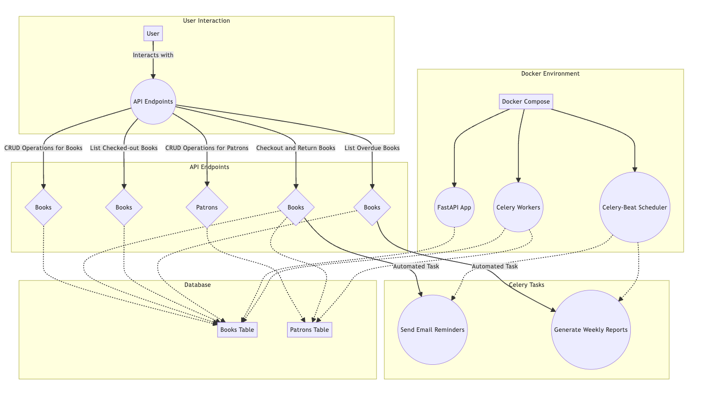 User Interaction
User
Interacts with
API Endpoints
Docker Environment
Docker Compose
CRUD Operations for Books
List Checked-out Books
CRUD Operations for Patrons
Checkout and Return Books
List Overdue Books
API Endpoints
Books
Books
Patrons
Books
Books
FastAPI App
Celery Workers
Celery-Beat Scheduler
Automated Task
Automated Task
Database
Books Table
Patrons Table
Celery Tasks
Send Email Reminders
Generate Weekly Reports